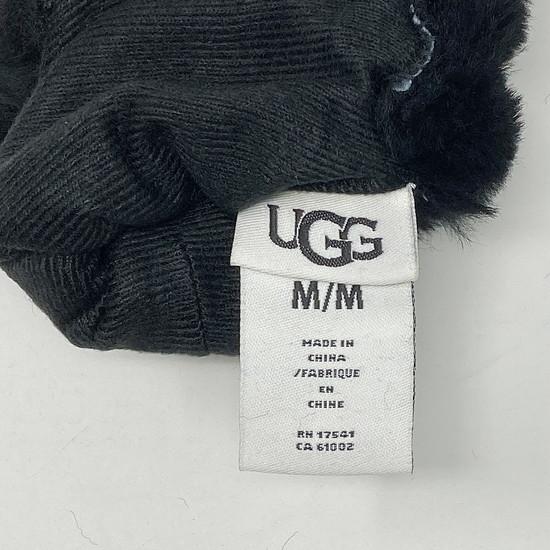 UGG
M/M
MADE IN
CHINA
/FABRIQUE
EN
CHINE
RN 17541
CA 61002